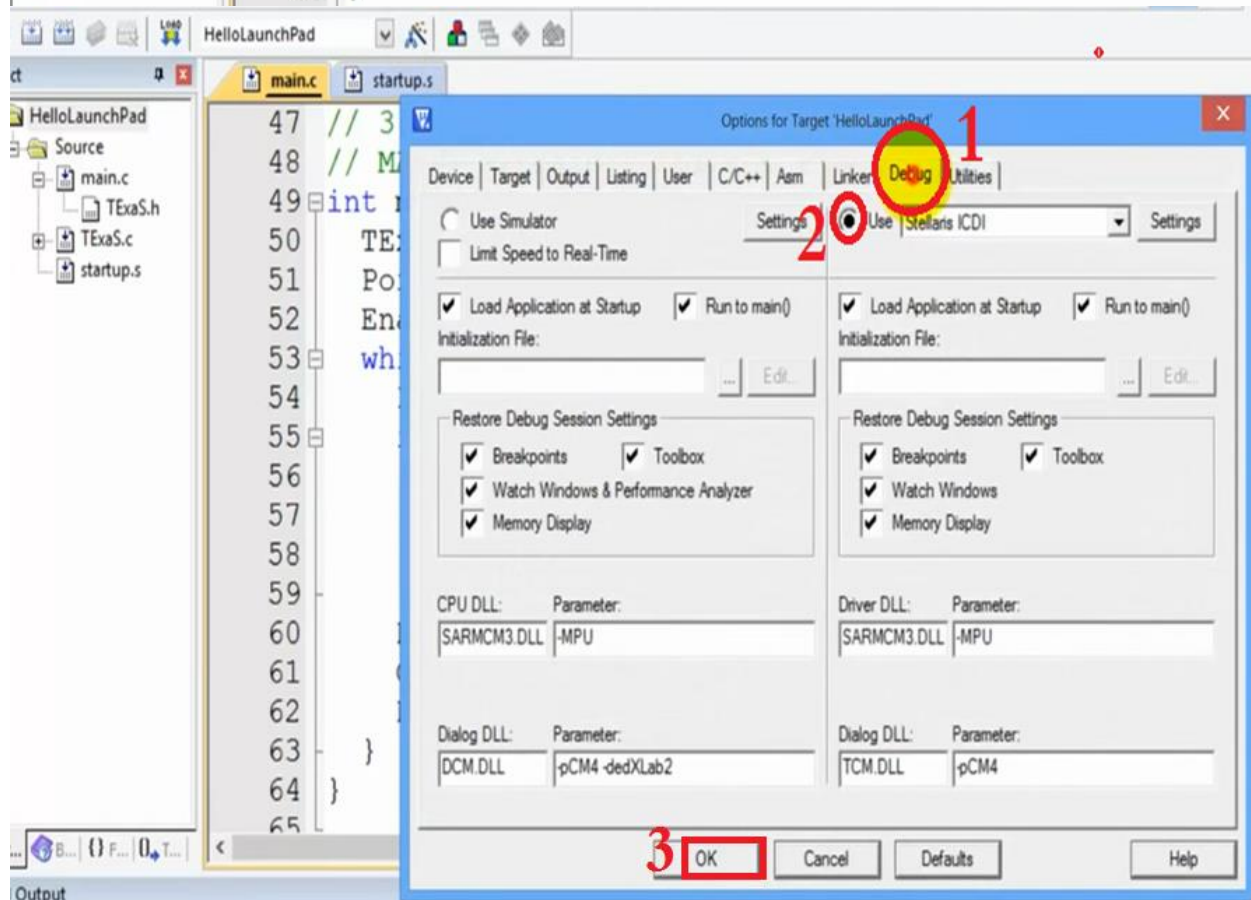 LOAD
HelloLaunchPad
ct
main.c startup.s
HelloLaunchPad
Source
main.c
TExaS.h
TExaS.c
startup.s
47 // 3
48 // M
49 int
50 TE
51 Po
52 Ena
53 wh
54
55
56
57
58
59
60
61
62
63 }
64 }
65
Options for Target 'HelloLaunchPad'
1
Device Target Output Listing User C/C++ Asm Linker Debug Utilities
2
Use Simulator Settings Use Stellaris ICDI Settings
Limit Speed to Real-Time
Load Application at Startup Run to main() Load Application at Startup Run to main()
Initialization File: Initialization File:
... Edit... ... Edit...
Restore Debug Session Settings Restore Debug Session Settings
Breakpoints Toolbox Breakpoints Toolbox
Watch Windows & Performance Analyzer Watch Windows
Memory Display Memory Display
CPU DLL: Parameter: Driver DLL: Parameter:
SARMCM3.DLL -MPU SARMCM3.DLL -MPU
Dialog DLL: Parameter: Dialog DLL: Parameter:
DCM.DLL -pCM4 -dedXLab2 TCM.DLL -pCM4
3
OK Cancel Defaults Help
... B... {} F... 0 T...
Output